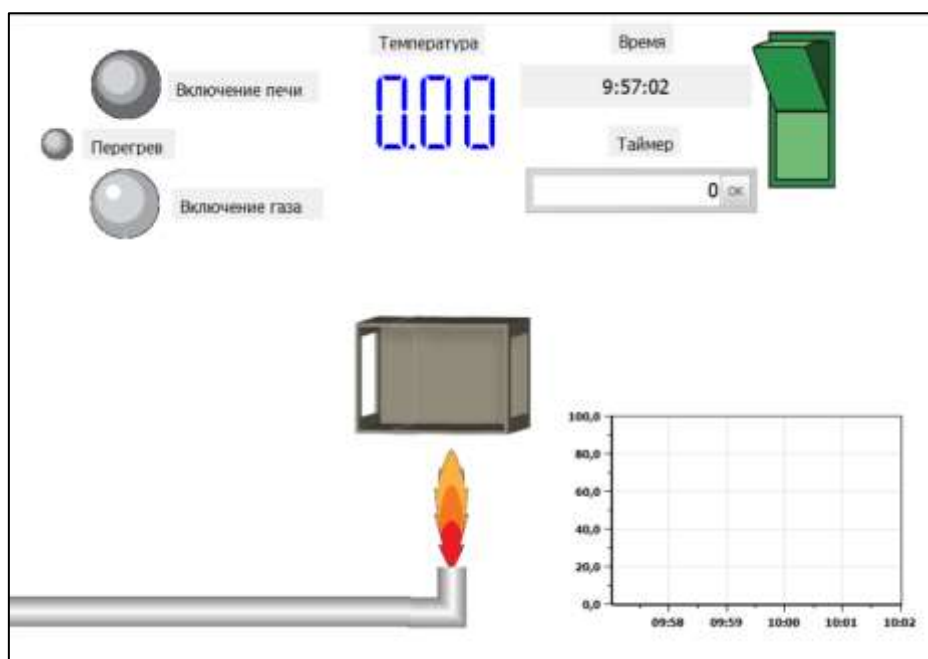 Температура
Время
Включение печи
0.00
9:57:02
Перегрев
Таймер
Включение газа
0 ОК
100,0
80,0
60,0
40,0
20,0
0,0
09:58 09:59 10:00 10:01 10:02